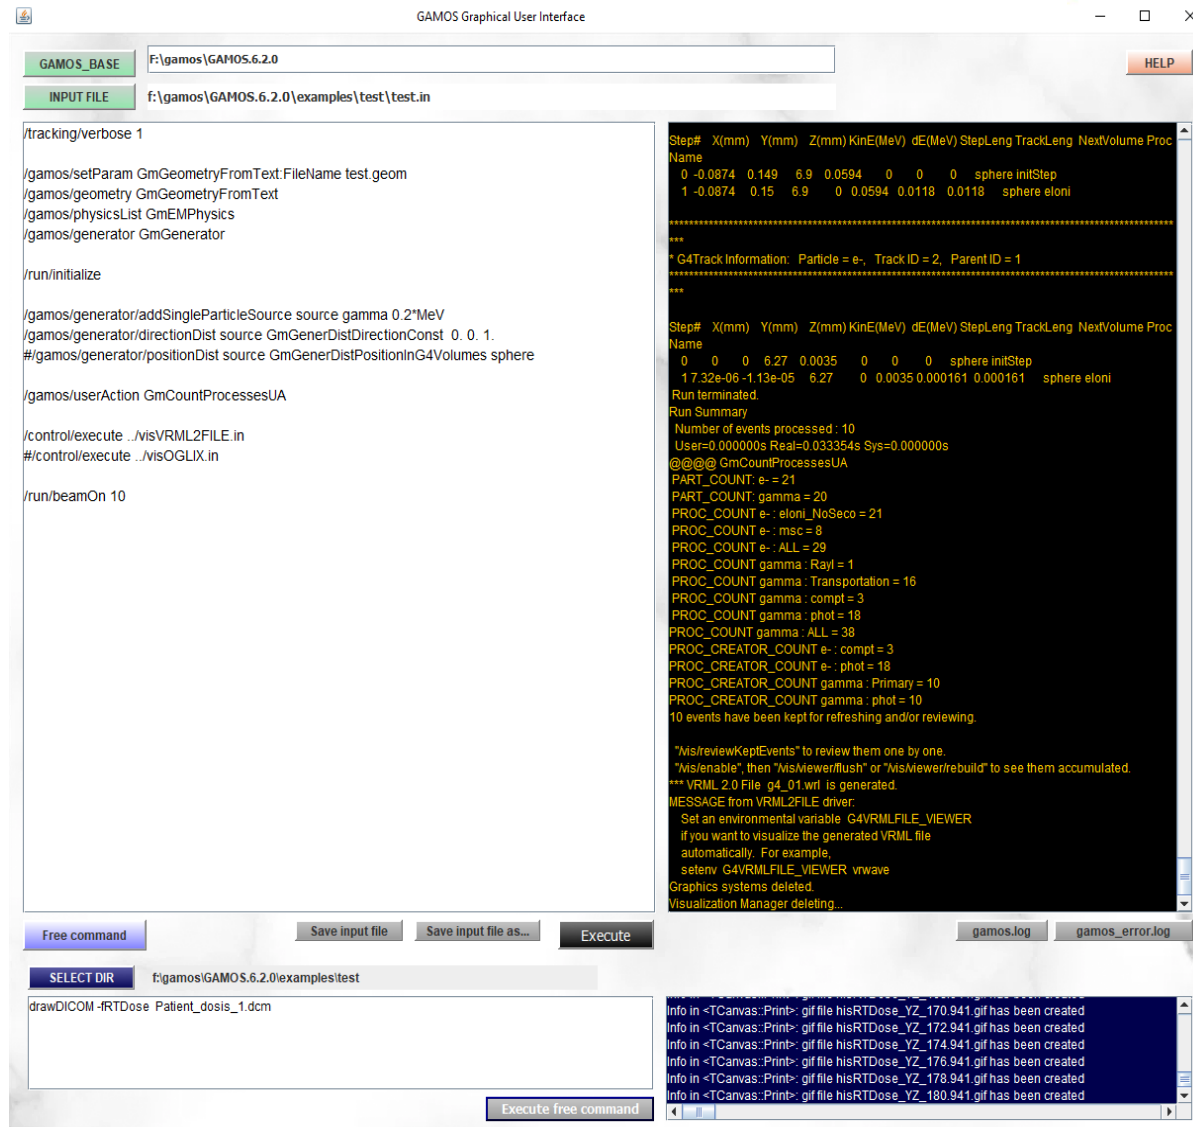 GAMOS Graphical User Interface
GAMOS_BASE
F:\gamos\GAMOS.6.2.0
HELP
INPUT FILE
f:\gamos\GAMOS.6.2.0\examples\test\test.in
/tracking/verbose 1
/gamos/setParam GmGeometryFromText:FileName test.geom
/gamos/geometry GmGeometryFromText
/gamos/physicsList GmEMPhysics
/gamos/generator GmGenerator
/run/initialize
/gamos/generator/addSingleParticleSource source gamma 0.2*MeV
/gamos/generator/directionDist source GmGenerDistDirectionConst  0. 0. 1.
#/gamos/generator/positionDist source GmGenerDistPositionInG4Volumes sphere
/gamos/userAction GmCountProcessesUA
/control/execute ../visVRML2FILE.in
#/control/execute ../visOGLIX.in
/run/beamOn 10
Step#   X(mm)   Y(mm)   Z(mm) KinE(MeV)  dE(MeV) StepLeng TrackLeng  NextVolume Proc
Name
0 -0.0874   0.149   6.9   0.0594   0   0   0   sphere initStep
1 -0.0874   0.15   6.9   0   0.0594   0.0118   0.0118   sphere eloni
*********************************************************************************************************
***
* G4Track Information:   Particle = e-,   Track ID = 2,   Parent ID = 1
*********************************************************************************************************
***
Step#   X(mm)   Y(mm)   Z(mm) KinE(MeV)  dE(MeV) StepLeng TrackLeng  NextVolume Proc
Name
0   0   0   6.27   0.0035   0   0   0   sphere initStep
1 7.32e-06 -1.13e-05   6.27   0   0.0035 0.000161  0.000161   sphere eloni
Run terminated.
Run Summary
Number of events processed : 10
User=0.000000s Real=0.033354s Sys=0.000000s
@@@@ GmCountProcessesUA
PART_COUNT: e- = 21
PART_COUNT: gamma = 20
PROC_COUNT e- : eloni_NoSeco = 21
PROC_COUNT e- : msc = 8
PROC_COUNT e- : ALL = 29
PROC_COUNT gamma : Rayl = 1
PROC_COUNT gamma : Transportation = 16
PROC_COUNT gamma : compt = 3
PROC_COUNT gamma : phot = 18
PROC_COUNT gamma : ALL = 38
PROC_CREATOR_COUNT e- : compt = 3
PROC_CREATOR_COUNT e- : phot = 18
PROC_CREATOR_COUNT gamma : Primary = 10
PROC_CREATOR_COUNT gamma : phot = 10
10 events have been kept for refreshing and/or reviewing.
"/vis/reviewKeptEvents" to review them one by one.
"/vis/enable", then "/vis/viewer/flush" or "/vis/viewer/rebuild" to see them accumulated.
*** VRML 2.0 File  g4_01.wrl  is generated.
MESSAGE from VRML2FILE driver:
Set an environmental variable  G4VRMLFILE_VIEWER
if you want to visualize the generated VRML file
automatically.  For example,
setenv  G4VRMLFILE_VIEWER  vrwave
Graphics systems deleted.
Visualization Manager deleting...
Free command
Save input file
Save input file as...
Execute
gamos.log
gamos_error.log
SELECT DIR
f:\gamos\GAMOS.6.2.0\examples\test
drawDICOM -fRTDose  Patient_dosis_1.dcm
Info in <TCanvas::Print>: gif file hisRTDose_YZ_170.941.gif has been created
Info in <TCanvas::Print>: gif file hisRTDose_YZ_172.941.gif has been created
Info in <TCanvas::Print>: gif file hisRTDose_YZ_174.941.gif has been created
Info in <TCanvas::Print>: gif file hisRTDose_YZ_176.941.gif has been created
Info in <TCanvas::Print>: gif file hisRTDose_YZ_178.941.gif has been created
Info in <TCanvas::Print>: gif file hisRTDose_YZ_180.941.gif has been created
Execute free command